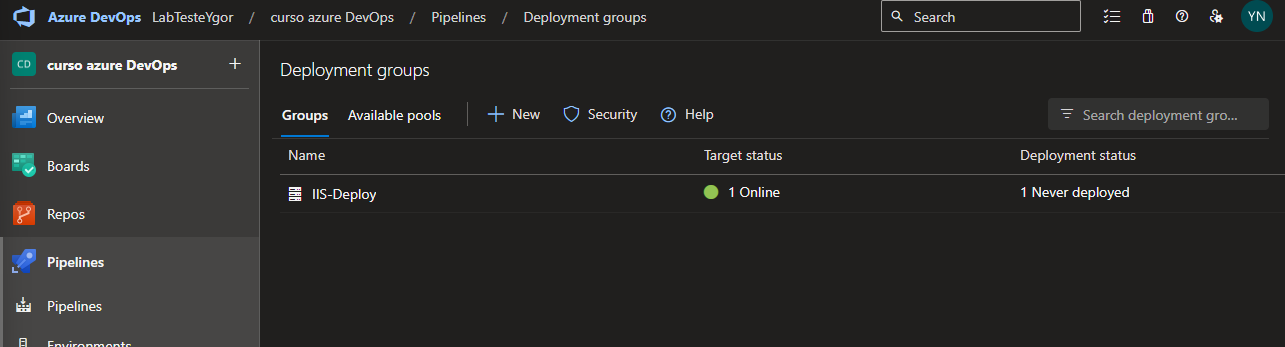 Azure DevOps LabTesteYgor / curso azure DevOps / Pipelines / Deployment groups
Search
YN
CD curso azure DevOps +
Overview
Boards
Repos
Pipelines
Pipelines
Environments
Deployment groups
Groups Available pools New Security Help
Search deployment gro...
Name Target status Deployment status
IIS-Deploy 1 Online 1 Never deployed